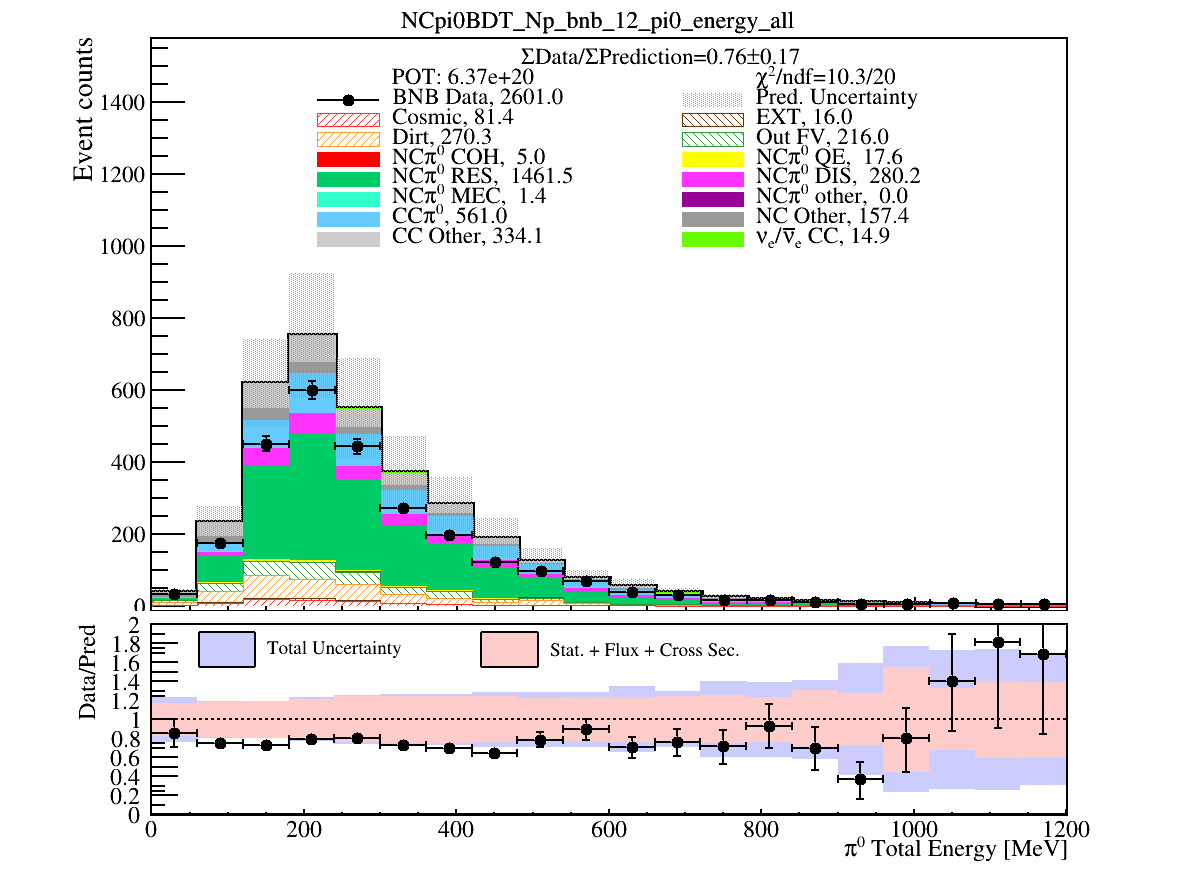 NCpi0BDT_Np_bnb_12_pi0_energy_all
ΣData/ΣPrediction=0.76±0.17
POT: 6.37e+20
χ²/ndf=10.3/20
BNB Data, 2601.0
Pred. Uncertainty
Cosmic, 81.4
EXT, 16.0
Dirt, 270.3
Out FV, 216.0
NCπ⁰ COH, 5.0
NCπ⁰ QE, 17.6
NCπ⁰ RES, 1461.5
NCπ⁰ DIS, 280.2
NCπ⁰ MEC, 1.4
NCπ⁰ other, 0.0
CCπ⁰, 561.0
NC Other, 157.4
CC Other, 334.1
νₑ/ν̅ₑ CC, 14.9
Event counts
1400
1200
1000
800
600
400
200
0
Total Uncertainty
Stat. + Flux + Cross Sec.
Data/Pred
2
1.8
1.6
1.4
1.2
1
0.8
0.6
0.4
0.2
0
0 200 400 600 800 1000 1200
π⁰ Total Energy [MeV]